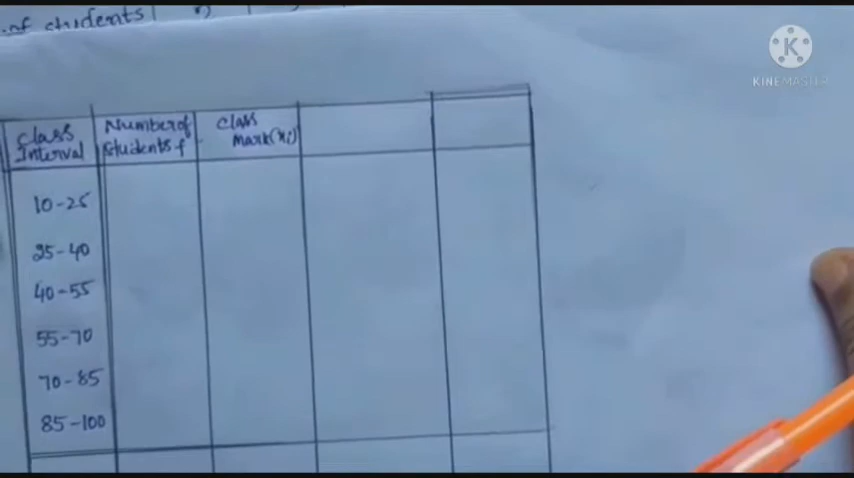 of students
K
KINEMASTER
Class Interval
Number of students f
Class Mark(xi)
10-25
25-40
40-55
55-70
70-85
85-100